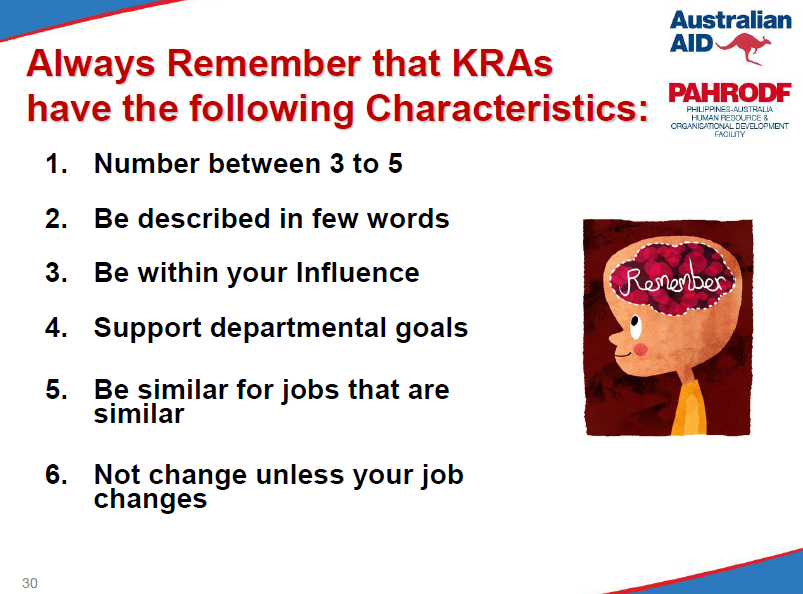 Australian
AID
Always Remember that KRAs
have the following Characteristics:
PAHRODF
PHILIPPINES-AUSTRALIA
HUMAN RESOURCE &
ORGANISATIONAL DEVELOPMENT
FACILITY
1. Number between 3 to 5
2. Be described in few words
3. Be within your Influence
4. Support departmental goals
5. Be similar for jobs that are
similar
6. Not change unless your job
changes
Remember
30